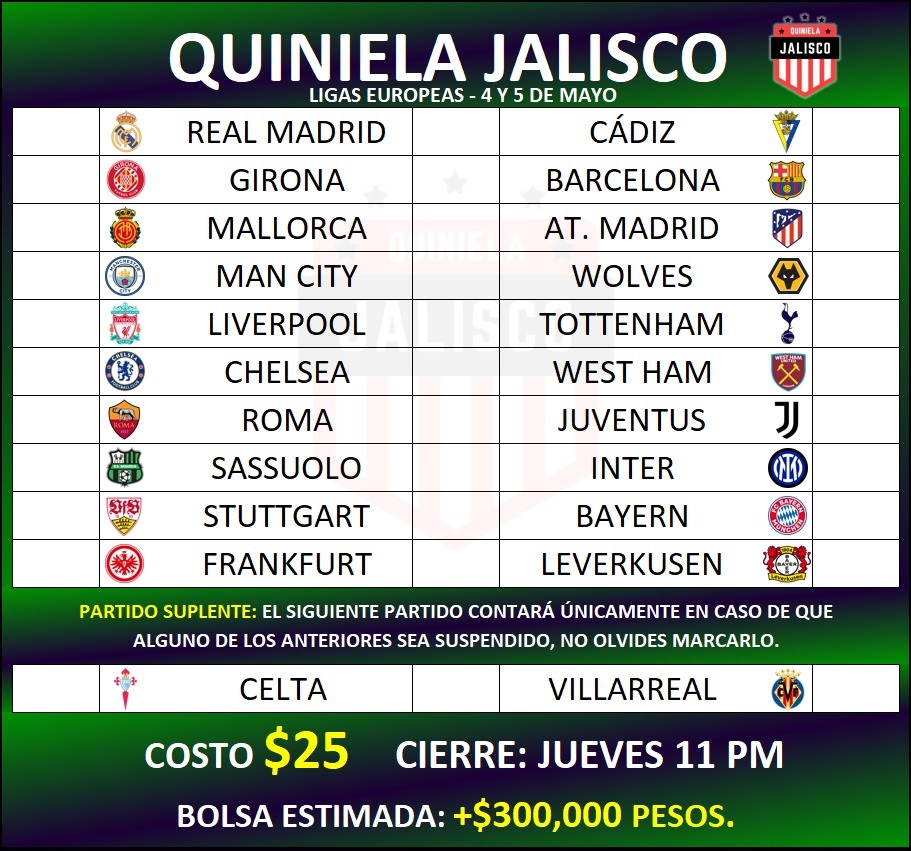 QUINIELA JALISCO
QUINIELA
JALISCO
LIGAS EUROPEAS - 4 Y 5 DE MAYO
REAL MADRID CÁDIZ
GIRONA BARCELONA
MALLORCA AT. MADRID
QUINIELA
MAN CITY WOLVES
LIVERPOOL TOTTENHAM
JALISCO
CHELSEA WEST HAM
ROMA JUVENTUS
SASSUOLO INTER
STUTTGART BAYERN
FRANKFURT LEVERKUSEN
PARTIDO SUPLENTE: EL SIGUIENTE PARTIDO CONTARÁ ÚNICAMENTE EN CASO DE QUE
ALGUNO DE LOS ANTERIORES SEA SUSPENDIDO, NO OLVIDES MARCARLO.
CELTA VILLARREAL
COSTO $25 CIERRE: JUEVES 11 PM
BOLSA ESTIMADA: +$300,000 PESOS.